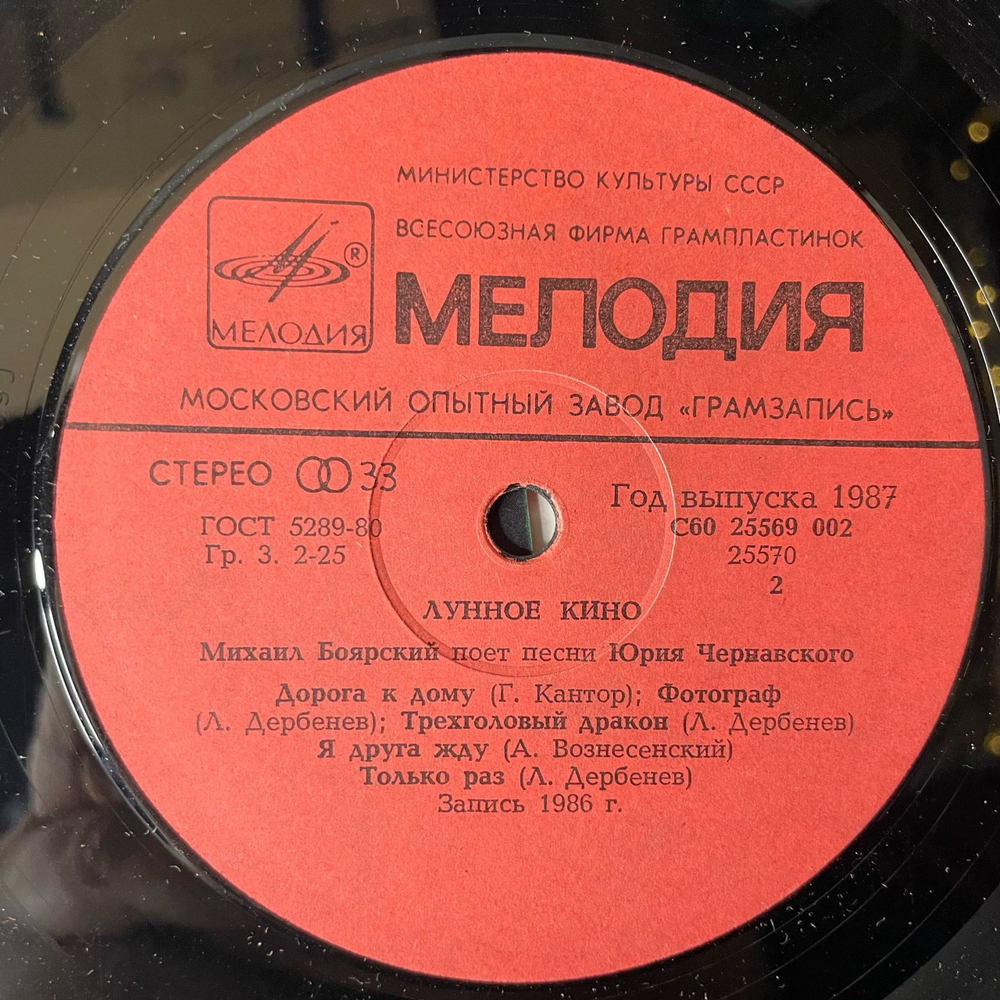 МИНИСТЕРСТВО КУЛЬТУРЫ СССР
ВСЕСОЮЗНАЯ ФИРМА ГРАМПЛАСТИНОК
®
МЕЛОДИЯ
МЕЛОДИЯ
МОСКОВСКИЙ ОПЫТНЫЙ ЗАВОД «ГРАМЗАПИСЬ»
СТЕРЕО 33
Год выпуска 1987
ГОСТ 5289-80
С60 25569 002
Гр. 3. 2-25
25570
2
ЛУННОЕ КИНО
Михаил Боярский поет песни Юрия Чернавского
Дорога к дому (Г. Кантор); Фотограф
(Л. Дербенев); Трехголовый дракон (Л. Дербенев)
Я друга жду (А. Вознесенский)
Только раз (Л. Дербенев)
Запись 1986 г.